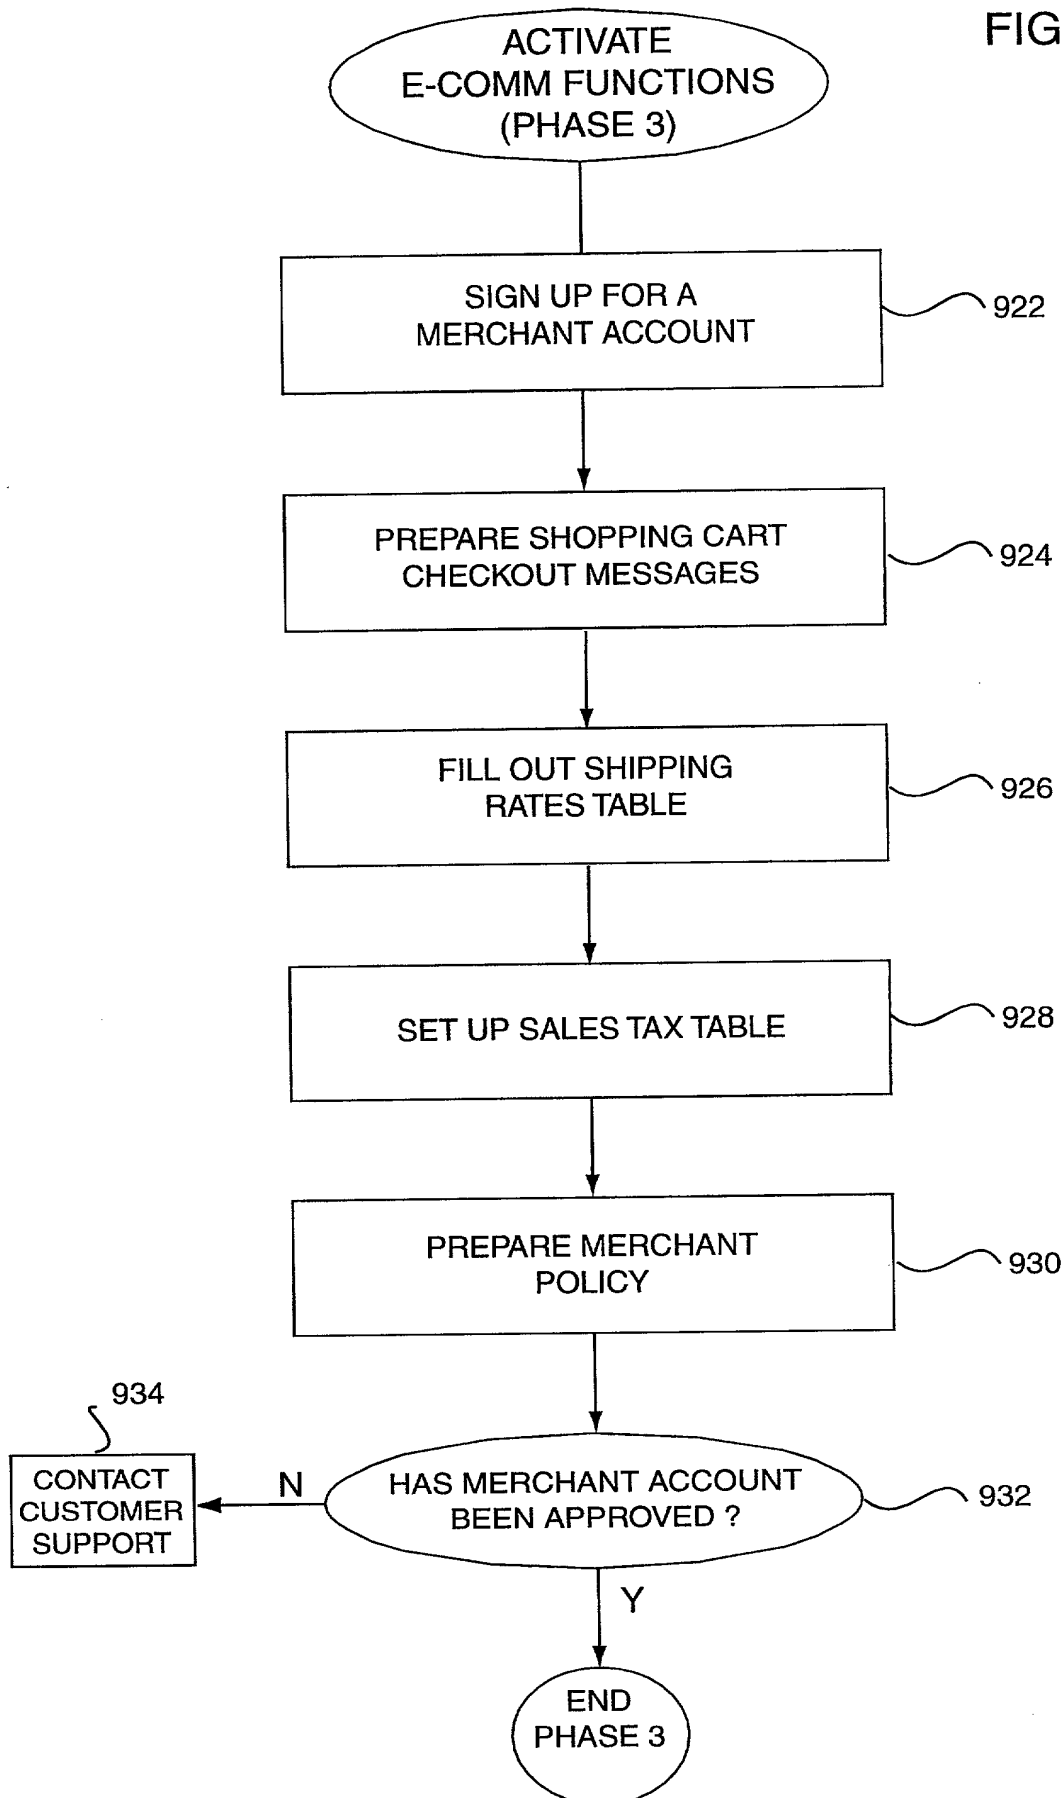 FIG
ACTIVATE
E-COMM FUNCTIONS
(PHASE 3)
SIGN UP FOR A
MERCHANT ACCOUNT
922
PREPARE SHOPPING CART
CHECKOUT MESSAGES
924
FILL OUT SHIPPING
RATES TABLE
926
SET UP SALES TAX TABLE
928
PREPARE MERCHANT
POLICY
930
934
CONTACT
CUSTOMER
SUPPORT
N
HAS MERCHANT ACCOUNT
BEEN APPROVED ?
932
Y
END
PHASE 3